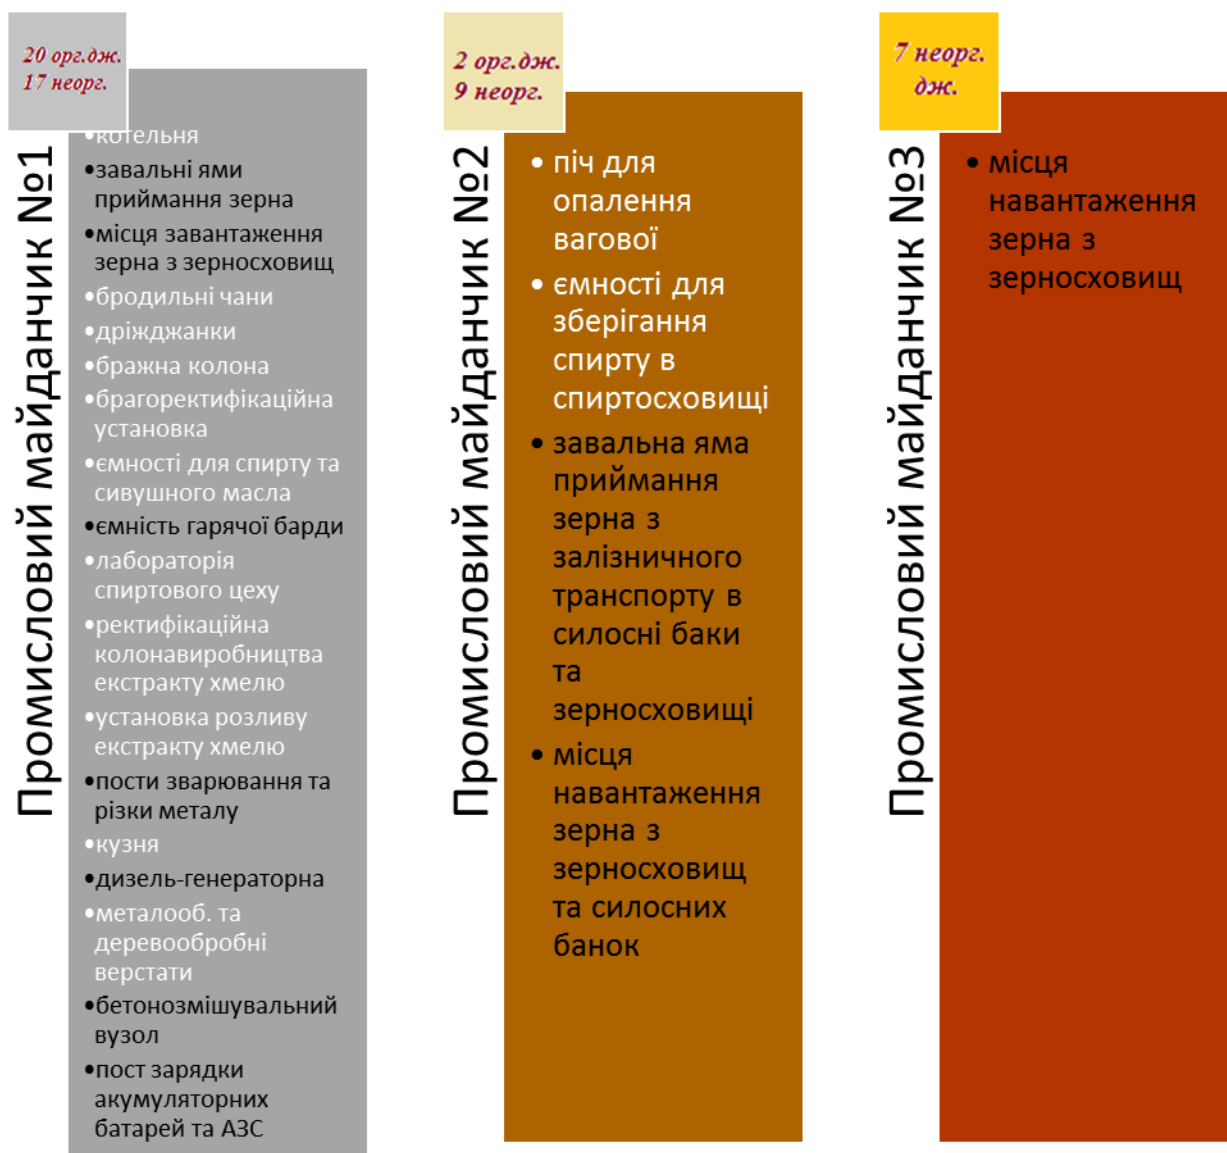 20 орг.дж.
17 неорг.
Промисловий майданчик №1
•котельня
•завальні ями
приймання зерна
•місця завантаження
зерна з зерносховищ
•бродильні чани
•дріжджанки
•бражна колона
•брагоректифікаційна
установка
•ємності для спирту та
сивушного масла
•ємність гарячої барди
•лабораторія
спиртового цеху
•ректифікаційна
колонавиробництва
екстракту хмелю
•установка розливу
екстракту хмелю
•пости зварювання та
різки металу
•кузня
•дизель-генераторна
•металооб. та
деревообробні
верстати
•бетонозмішувальний
вузол
•пост зарядки
акумуляторних
батарей та АЗС
2 орг.дж.
9 неорг.
Промисловий майданчик №2
• піч для
опалення
вагової
• ємності для
зберігання
спирту в
спиртосховищі
• завальна яма
приймання
зерна з
залізничного
транспорту в
силосні баки
та
зерносховищі
• місця
навантаження
зерна з
зерносховищ
та силосних
банок
7 неорг.
дж.
Промисловий майданчик №3
• місця
навантаження
зерна з
зерносховищ